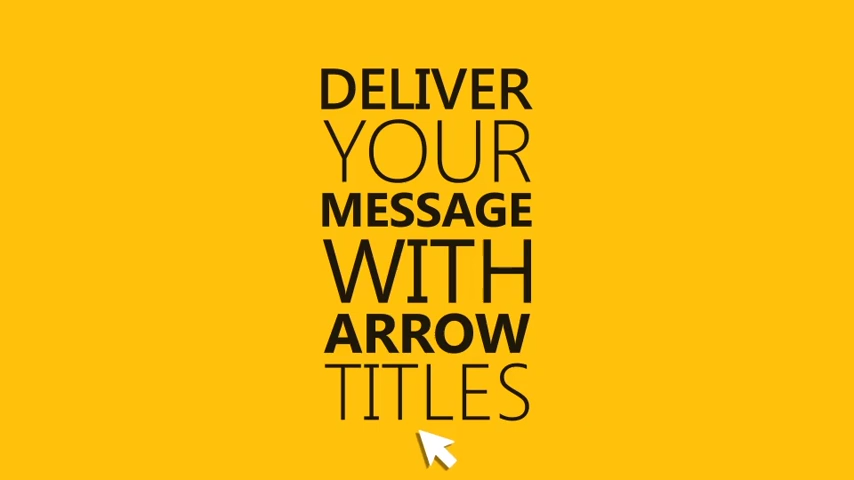 DELIVER
YOUR
MESSAGE
WITH
ARROW
TITLES